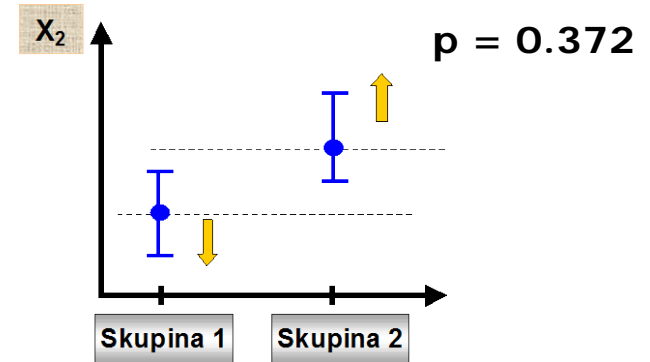 X₂
p = 0.372
Skupina 1
Skupina 2